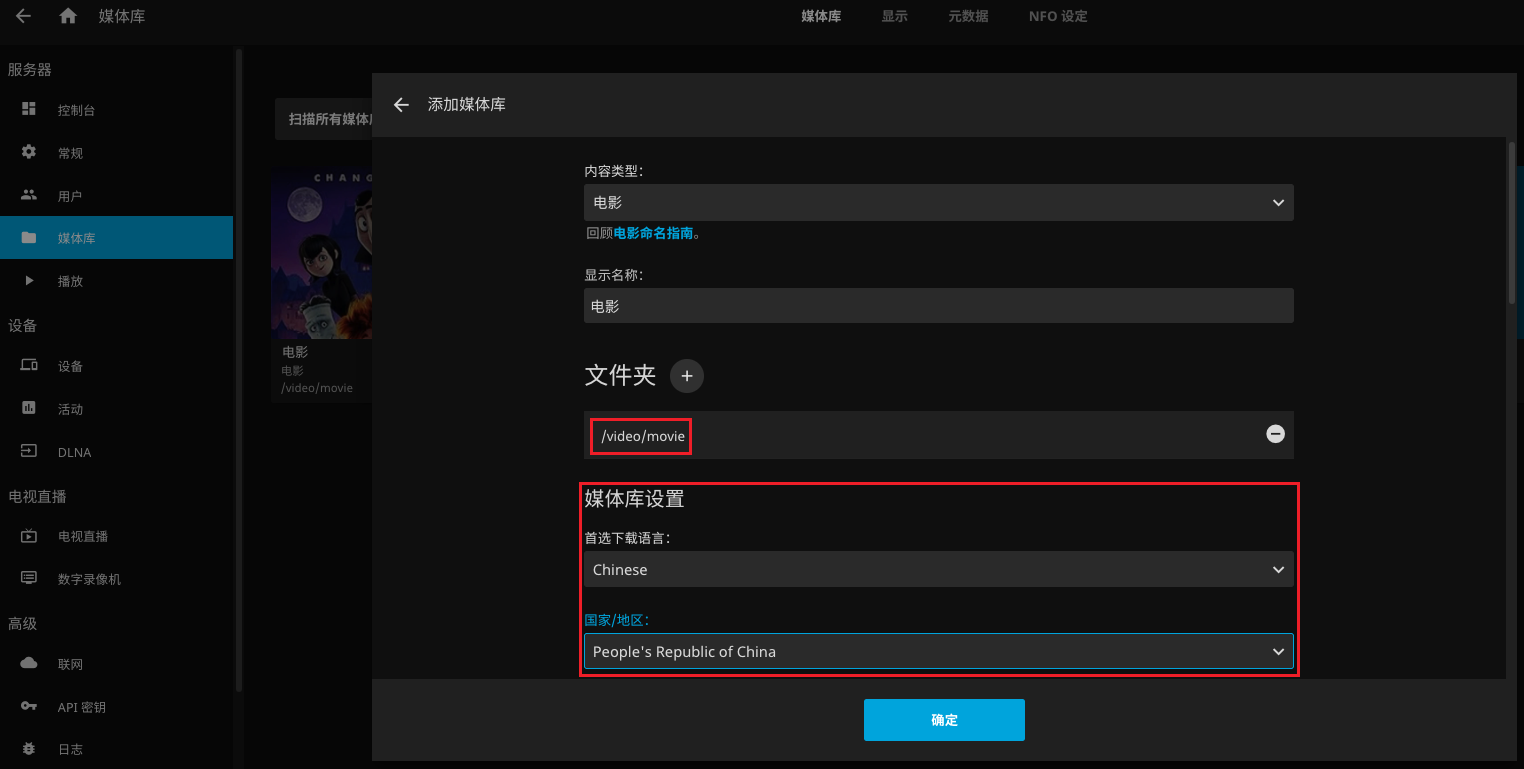 媒体库
媒体库 显示 元数据 NFO 设定
服务器
控制台
常规
用户
媒体库
播放
设备
设备
活动
DLNA
电视直播
电视直播
数字录像机
高级
联网
API 密钥
日志
扫描所有媒体库
CHANG
电影
电影
/video/movie
添加媒体库
内容类型:
电影
回顾电影命名指南。
显示名称:
电影
文件夹
/video/movie
媒体库设置
首选下载语言:
Chinese
国家/地区:
People's Republic of China
确定